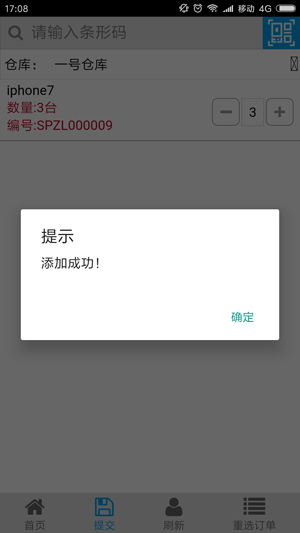 17:08
移动 4G
请输入条形码
仓库： 一号仓库
iphone7
数量:3台
3
编号:SPZL000009
提示
添加成功!
确定
首页
提交
刷新
重选订单